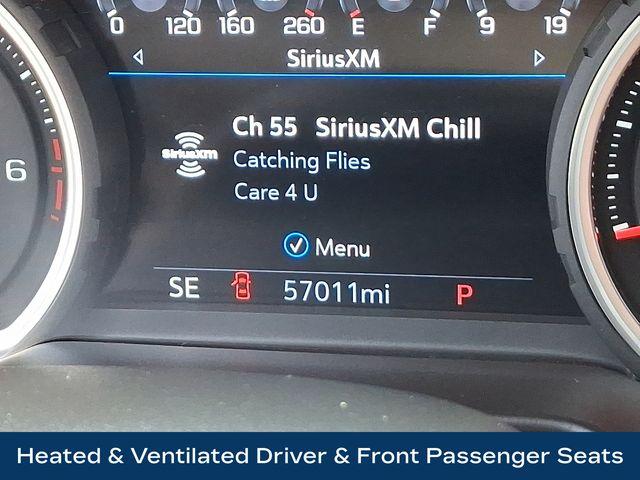 0 120 160 260 E F 9 19
SiriusXM
Ch 55 SiriusXM Chill
siriusxm
Catching Flies
Care 4 U
Menu
6
SE 57011mi P
Heated & Ventilated Driver & Front Passenger Seats